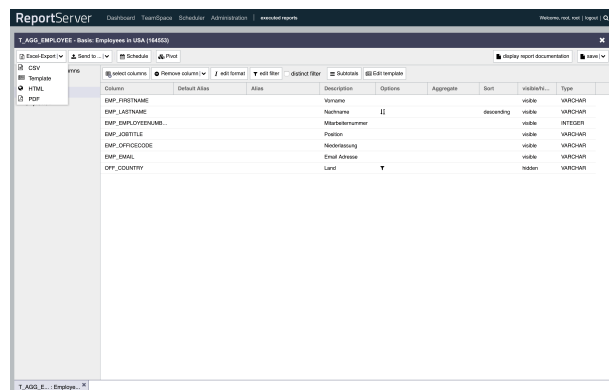 ReportServer Dashboard TeamSpace Scheduler Administration executed reports Welcome, root, root | logout |
T_AGG_EMPLOYEE - Basis: Employees in USA (164553)
Excel-Export Send to ... Schedule Pivot display report documentation save
CSV
Template
HTML
PDF
select columns Remove column edit format edit filter distinct filter Subtotals Edit template
Column Default Alias Alias Description Options Aggregate Sort visible/hi... Type
EMP_FIRSTNAME Vorname visible VARCHAR
EMP_LASTNAME Nachname descending visible VARCHAR
EMP_EMPLOYEENUMB... Mitarbeiternummer visible INTEGER
EMP_JOBTITLE Position visible VARCHAR
EMP_OFFICECODE Niederlassung visible VARCHAR
EMP_EMAIL Email Adresse visible VARCHAR
OFF_COUNTRY Land hidden VARCHAR
T_AGG_E... : Employe...